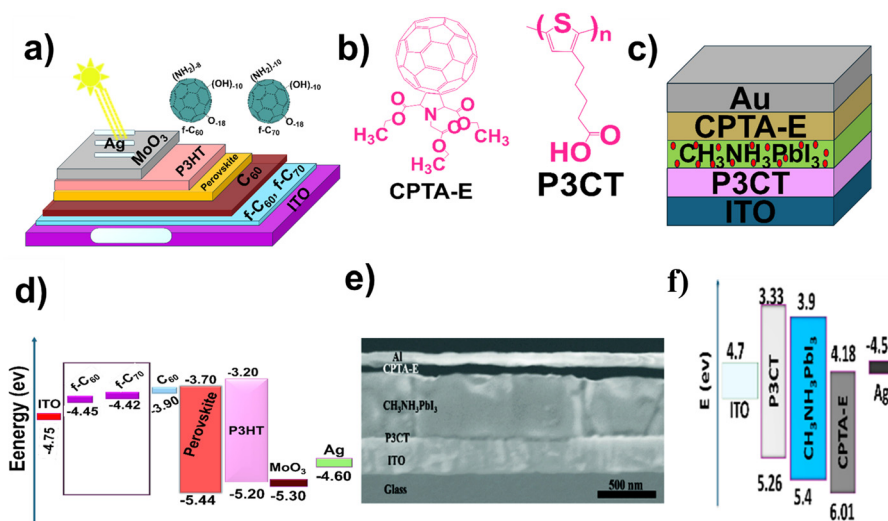 a)
(NH₂)-8
(OH)-10
O-18
f-C₆₀
(NH₂)-10
(OH)-10
O-18
f-C₇₀
Ag
MoO₃
P3HT
Perovskite
C₆₀
f-C₆₀, f-C₇₀
ITO
b)
O
O
H₃C
N
O
O
O
O
CH₃
H₃C
CPTA-E
S
n
O
HO
P3CT
c)
Au
CPTA-E
CH₃NH₃PbI₃
P3CT
ITO
d)
Eenergy (ev)
ITO
-4.75
f-C₆₀
-4.45
f-C₇₀
-4.42
C₆₀
-3.90
-3.70
Perovskite
-5.44
-3.20
P3HT
-5.20
MoO₃
-5.30
Ag
-4.60
e)
Al
CPTA-E
CH₃NH₃PbI₃
P3CT
ITO
Glass
500 nm
f)
E (ev)
4.7
ITO
3.33
P3CT
5.26
3.9
CH₃NH₃PbI₃
5.4
4.18
CPTA-E
6.01
-4.5
Ag